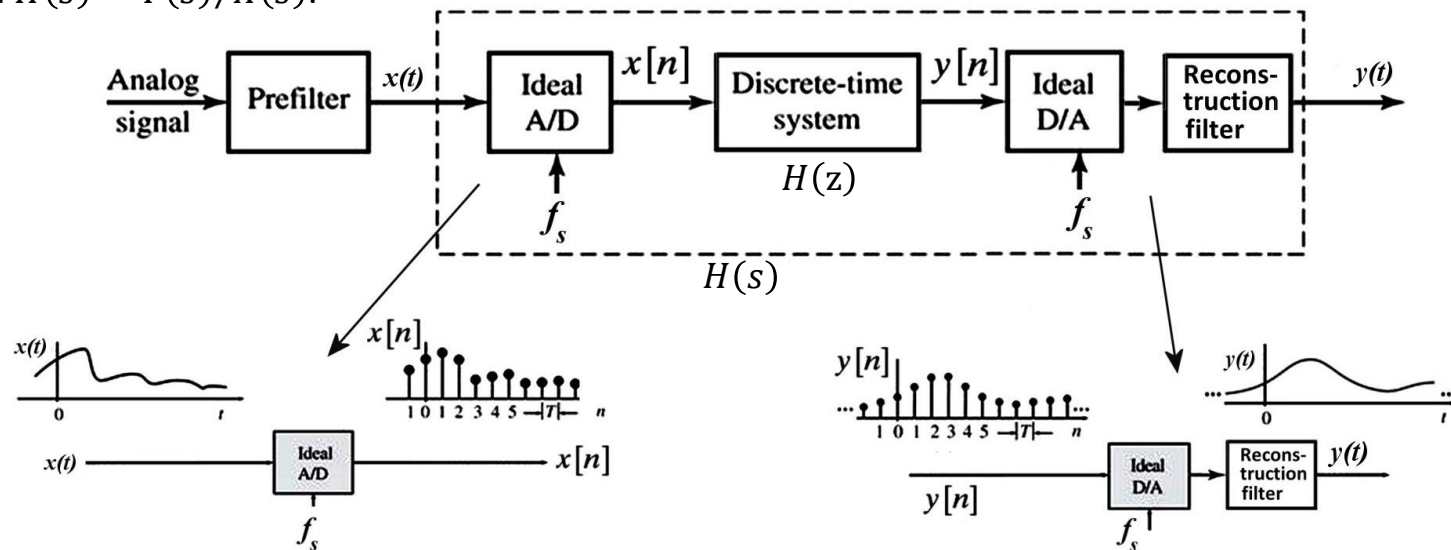 H(s) = Y(s)/X(s).
Analog
signal
Prefilter
x(t)
Ideal
A/D
x[n]
Discrete-time
system
y[n]
Ideal
D/A
Recons-
truction
filter
y(t)
H(z)
f_s
f_s
H(s)
x(t)
0
t
x[n]
1 0 1 2 3 4 5 T n
y[n]
... 1 0 1 2 3 4 5 T n ...
y(t)
... 0 t ..
x(t)
Ideal
A/D
x[n]
f_s
y[n]
Ideal
D/A
Recons-
truction
filter
y(t)
f_s